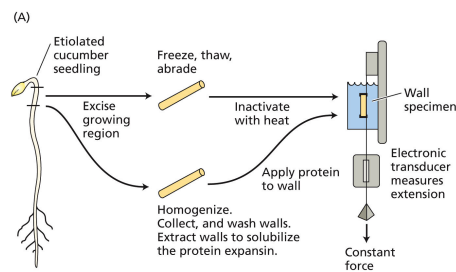 (A)
Etiolated
cucumber
seedling
Freeze, thaw,
abrade
Excise
growing
region
Inactivate
with heat
Wall
specimen
Apply protein
to wall
Electronic
transducer
measures
extension
Homogenize.
Collect, and wash walls.
Extract walls to solubilize
the protein expansin.
Constant
force